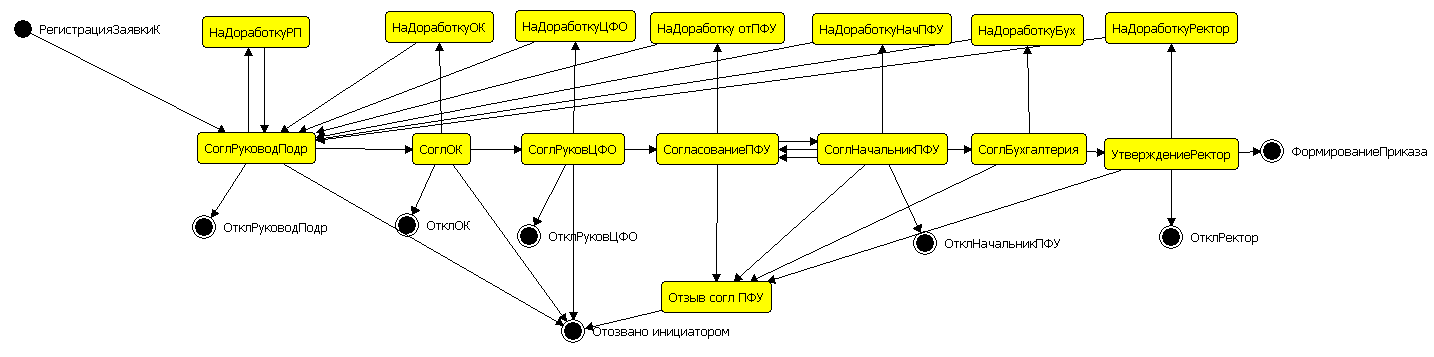 РегистрацияЗаявкиК
НаДоработкуРП
НаДоработкуОК
НаДоработкуЦФО
НаДоработку отПФУ
НаДоработкуНачПФУ
НаДоработкуБух
НаДоработкуРектор
СоглРуководПодр
СоглОК
СоглРуковЦФО
СогласованиеПФУ
СоглНачальникПФУ
СоглБухгалтерия
УтверждениеРектор
ФормированиеПриказа
ОтклРуководПодр
ОтклОК
ОтклРуковЦФО
ОтклНачальникПФУ
ОтклРектор
Отзыв согл ПФУ
Отозвано инициатором